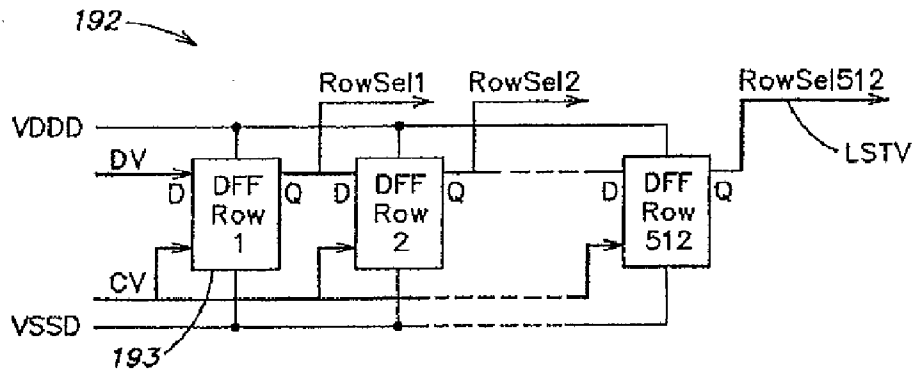 192
RowSel1
RowSel2
RowSel512
VDDD
LSTV
DV
D
DFF
Row
1
Q
D
DFF
Row
2
Q
D
DFF
Row
512
Q
CV
VSSD
193